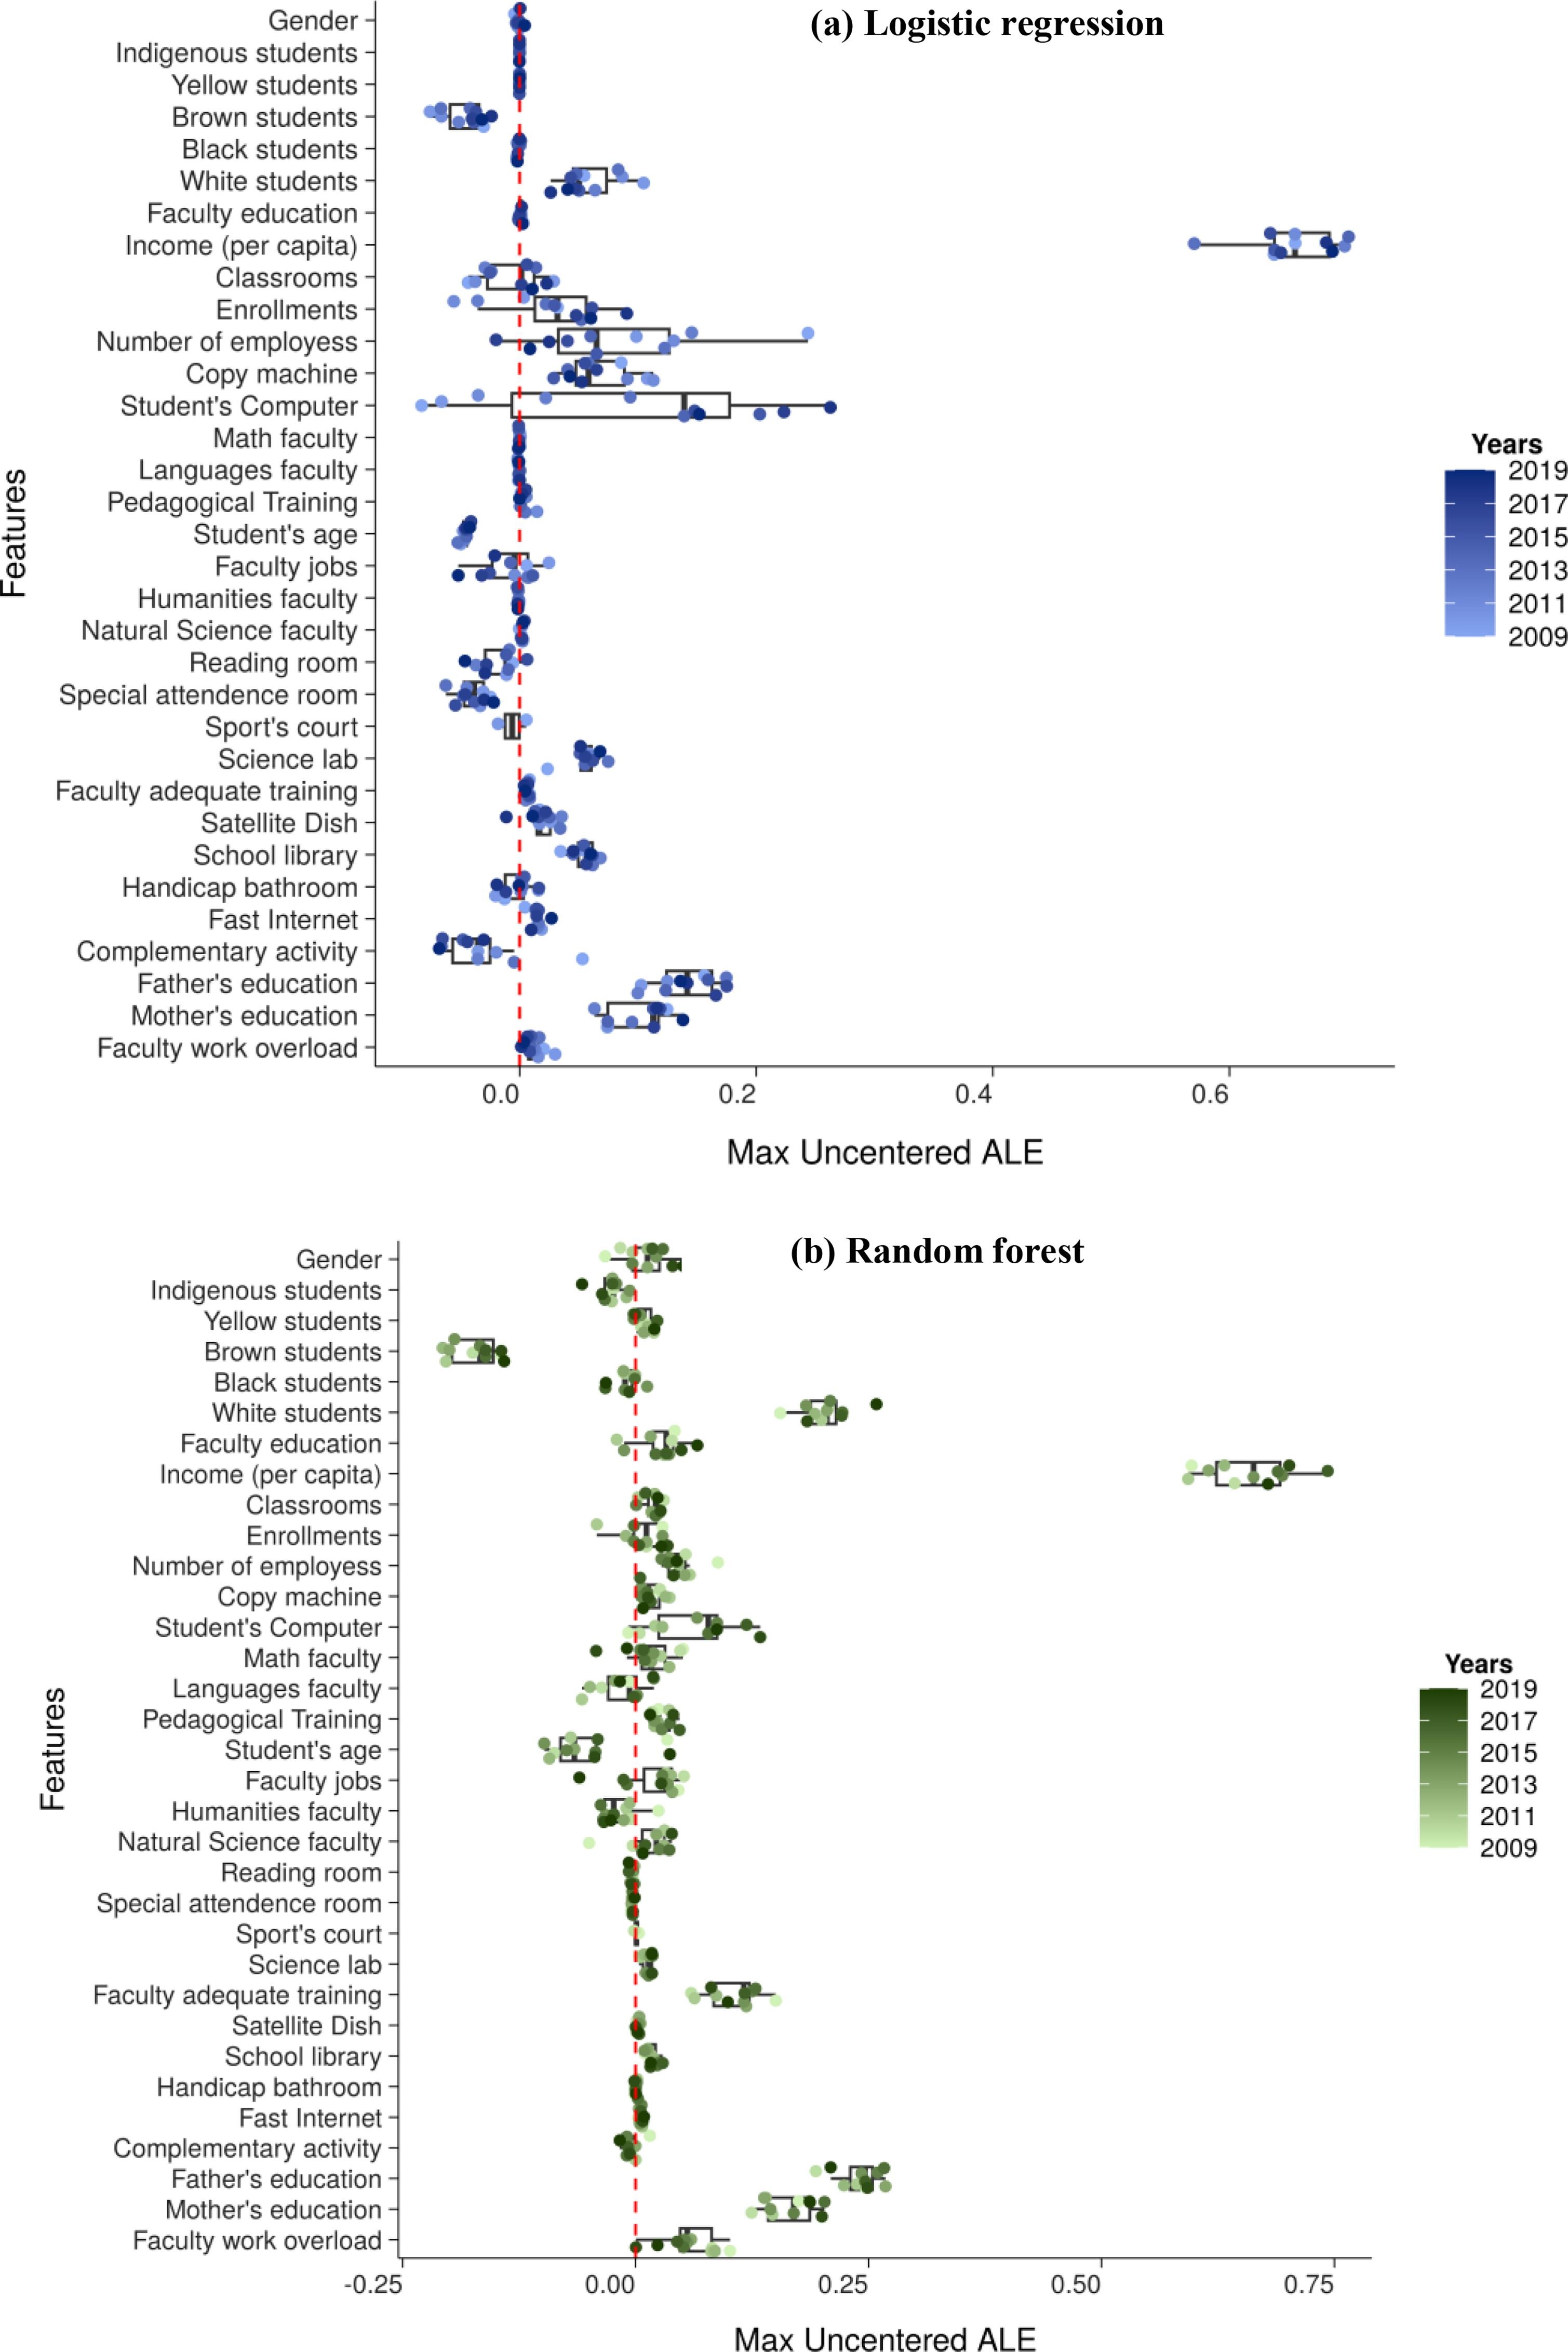 (a) Logistic regression
Gender
Indigenous students
Yellow students
Brown students
Black students
White students
Faculty education
Income (per capita)
Classrooms
Enrollments
Number of employess
Copy machine
Student's Computer
Math faculty
Languages faculty
Pedagogical Training
Student's age
Faculty jobs
Humanities faculty
Natural Science faculty
Reading room
Special attendence room
Sport's court
Science lab
Faculty adequate training
Satellite Dish
School library
Handicap bathroom
Fast Internet
Complementary activity
Father's education
Mother's education
Faculty work overload
Features
0.0 0.2 0.4 0.6
Max Uncentered ALE
Years
2019
2017
2015
2013
2011
2009
(b) Random forest
Gender
Indigenous students
Yellow students
Brown students
Black students
White students
Faculty education
Income (per capita)
Classrooms
Enrollments
Number of employess
Copy machine
Student's Computer
Math faculty
Languages faculty
Pedagogical Training
Student's age
Faculty jobs
Humanities faculty
Natural Science faculty
Reading room
Special attendence room
Sport's court
Science lab
Faculty adequate training
Satellite Dish
School library
Handicap bathroom
Fast Internet
Complementary activity
Father's education
Mother's education
Faculty work overload
Features
-0.25 0.00 0.25 0.50 0.75
Max Uncentered ALE
Years
2019
2017
2015
2013
2011
2009